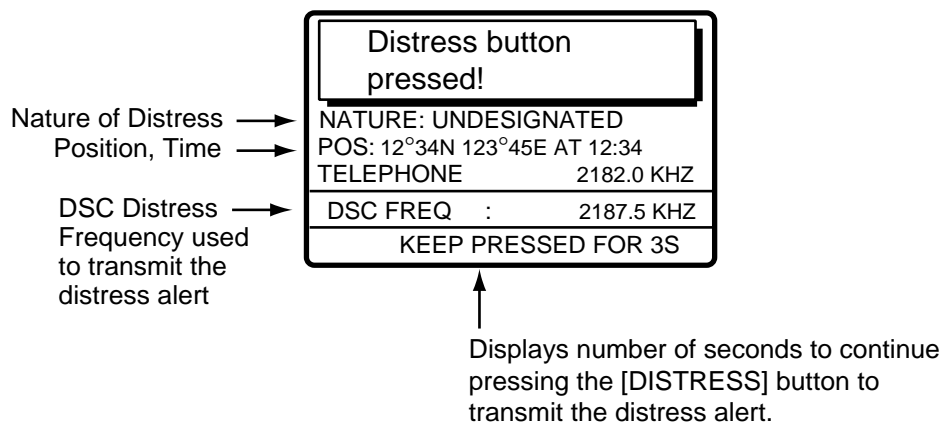 Distress button
pressed!
Nature of Distress
NATURE: UNDESIGNATED
Position, Time
POS: 12°34N 123°45E AT 12:34
TELEPHONE 2182.0 KHZ
DSC Distress
Frequency used
to transmit the
distress alert
DSC FREQ : 2187.5 KHZ
KEEP PRESSED FOR 3S
Displays number of seconds to continue
pressing the [DISTRESS] button to
transmit the distress alert.